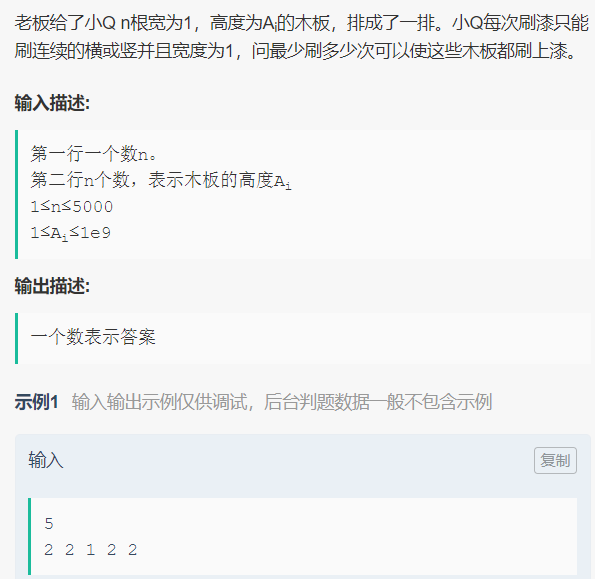 老板给了小Q n根宽为1，高度为Ai的木板，排成了一排。小Q每次刷漆只能
刷连续的横或竖并且宽度为1，问最少刷多少次可以使这些木板都刷上漆。
输入描述:
第一行一个数n。
第二行n个数，表示木板的高度Ai
1≤n≤5000
1≤Ai≤1e9
输出描述:
一个数表示答案
示例1 输入输出示例仅供调试，后台判题数据一般不包含示例
输入 复制
5
2 2 1 2 2